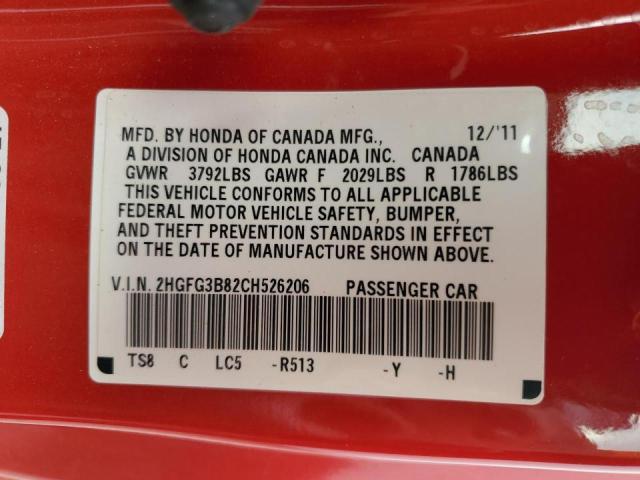 MFD. BY HONDA OF CANADA MFG., 12/'11
A DIVISION OF HONDA CANADA INC. CANADA
GVWR 3792LBS GAWR F 2029LBS R 1786LBS
THIS VEHICLE CONFORMS TO ALL APPLICABLE
FEDERAL MOTOR VEHICLE SAFETY, BUMPER,
AND THEFT PREVENTION STANDARDS IN EFFECT
ON THE DATE OF MANUFACTURE SHOWN ABOVE.
V.I.N. 2HGFG3B82CH526206 PASSENGER CAR
TS8 C LC5 -R513 -Y -H